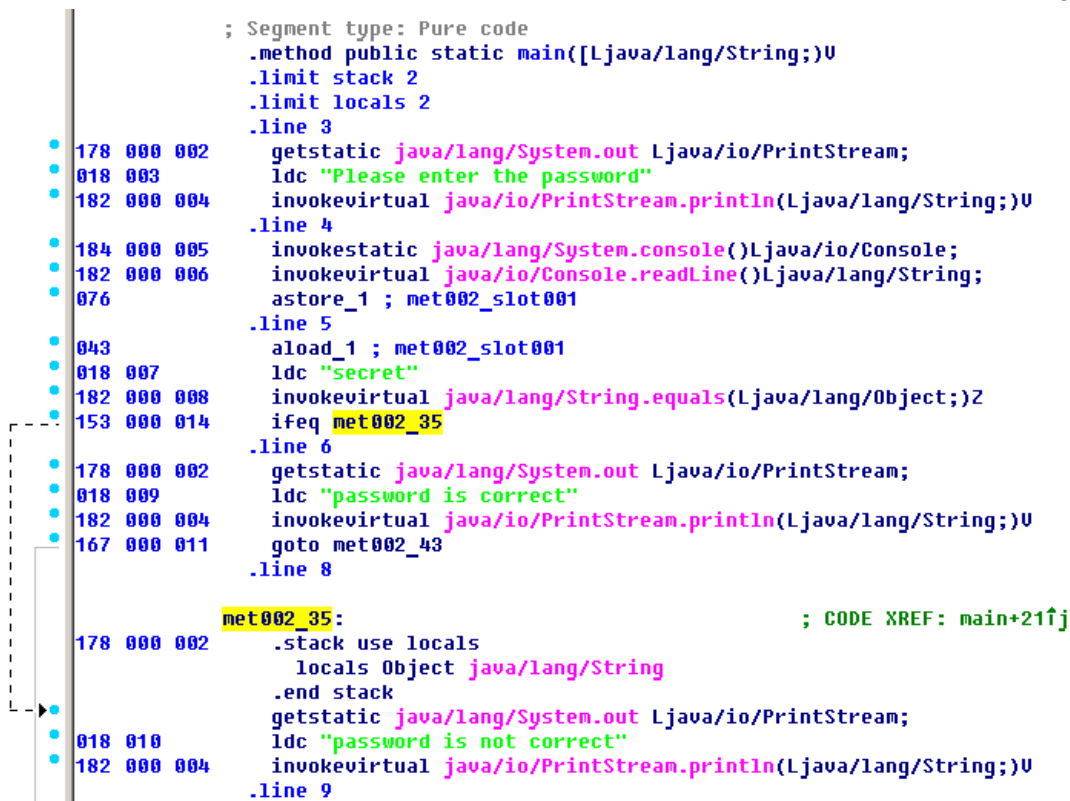 ; Segment type: Pure code
.method public static main([Ljava/lang/String;)V
.limit stack 2
.limit locals 2
.line 3
178 000 002 getstatic java/lang/System.out Ljava/io/PrintStream;
018 003 ldc "Please enter the password"
182 000 004 invokevirtual java/io/PrintStream.println(Ljava/lang/String;)V
.line 4
184 000 005 invokestatic java/lang/System.console()Ljava/io/Console;
182 000 006 invokevirtual java/io/Console.readLine()Ljava/lang/String;
076 astore_1 ; met002_slot001
.line 5
043 aload_1 ; met002_slot001
018 007 ldc "secret"
182 000 008 invokevirtual java/lang/String.equals(Ljava/lang/Object;)Z
153 000 014 ifeq met002_35
.line 6
178 000 002 getstatic java/lang/System.out Ljava/io/PrintStream;
018 009 ldc "password is correct"
182 000 004 invokevirtual java/io/PrintStream.println(Ljava/lang/String;)V
167 000 011 goto met002_43
.line 8
met002_35: ; CODE XREF: main+21↑j
178 000 002 .stack use locals
locals Object java/lang/String
.end stack
getstatic java/lang/System.out Ljava/io/PrintStream;
018 010 ldc "password is not correct"
182 000 004 invokevirtual java/io/PrintStream.println(Ljava/lang/String;)V
.line 9